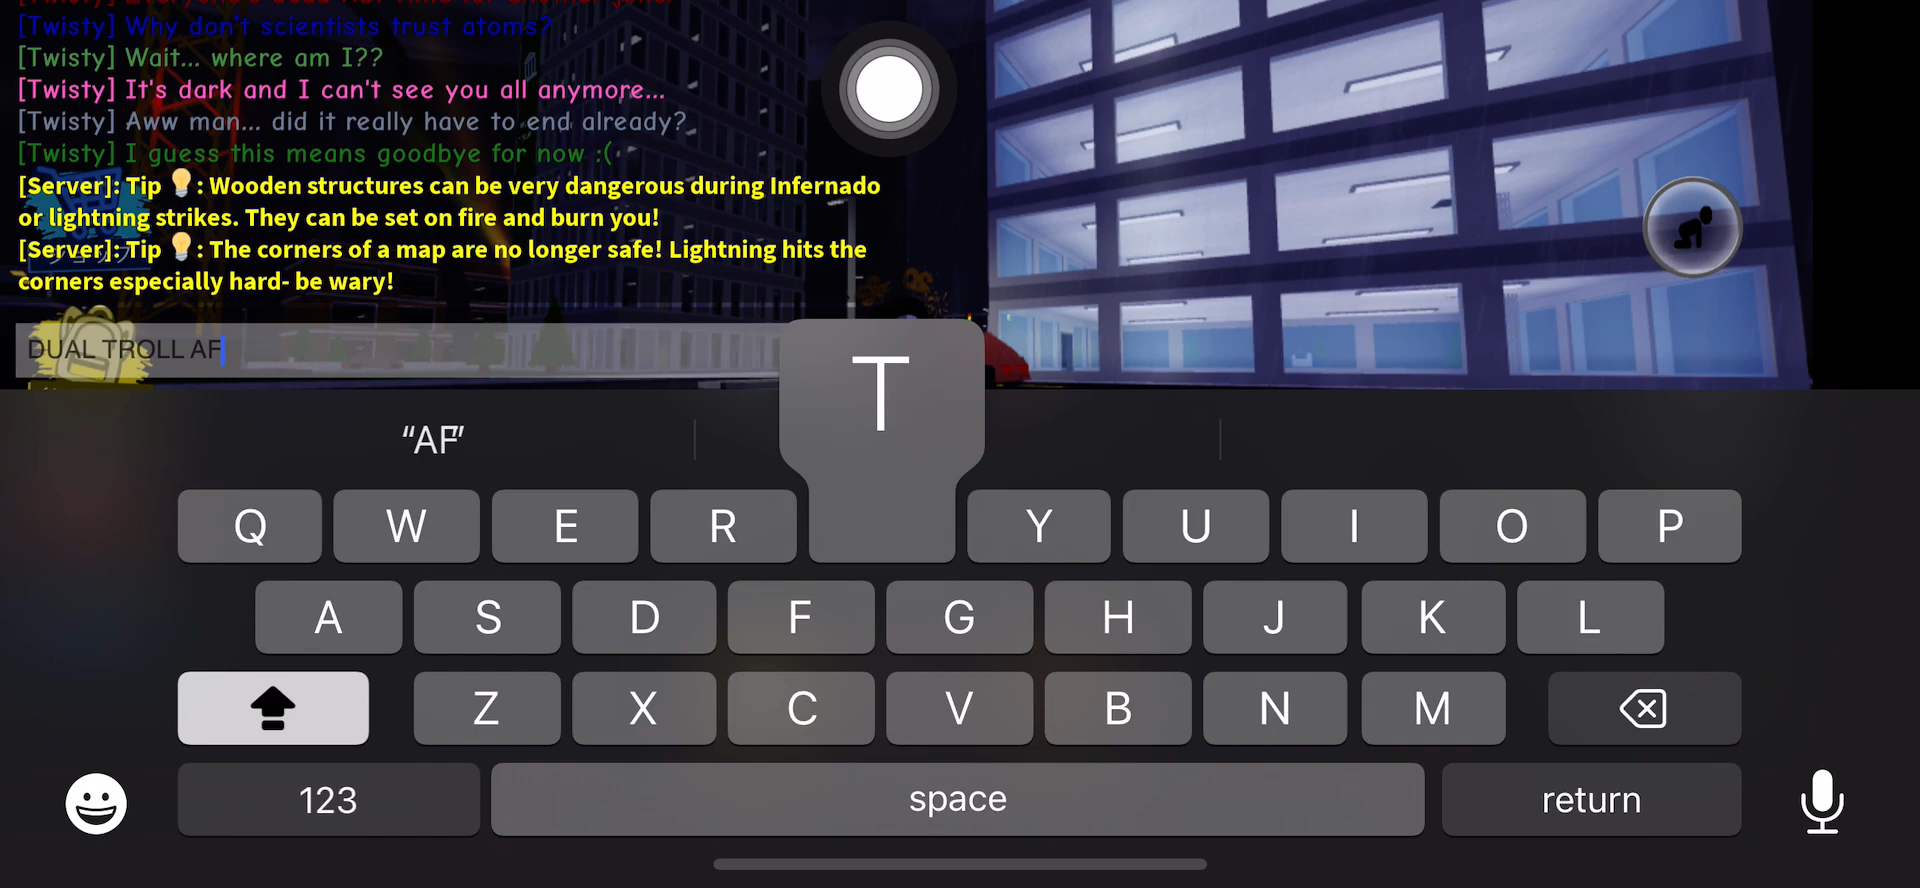 [Twisty] Why don't scientists trust atoms?
[Twisty] Wait... where am I??
[Twisty] It's dark and I can't see you all anymore...
[Twisty] Aww man... did it really have to end already?
[Twisty] I guess this means goodbye for now :(
[Server]: Tip 💡: Wooden structures can be very dangerous during Infernado
or lightning strikes. They can be set on fire and burn you!
[Server]: Tip 💡: The corners of a map are no longer safe! Lightning hits the
corners especially hard- be wary!
DUAL TROLL AF
“AF”
T
Q W E R Y U I O P
A S D F G H J K L
Z X C V B N M
123 space return